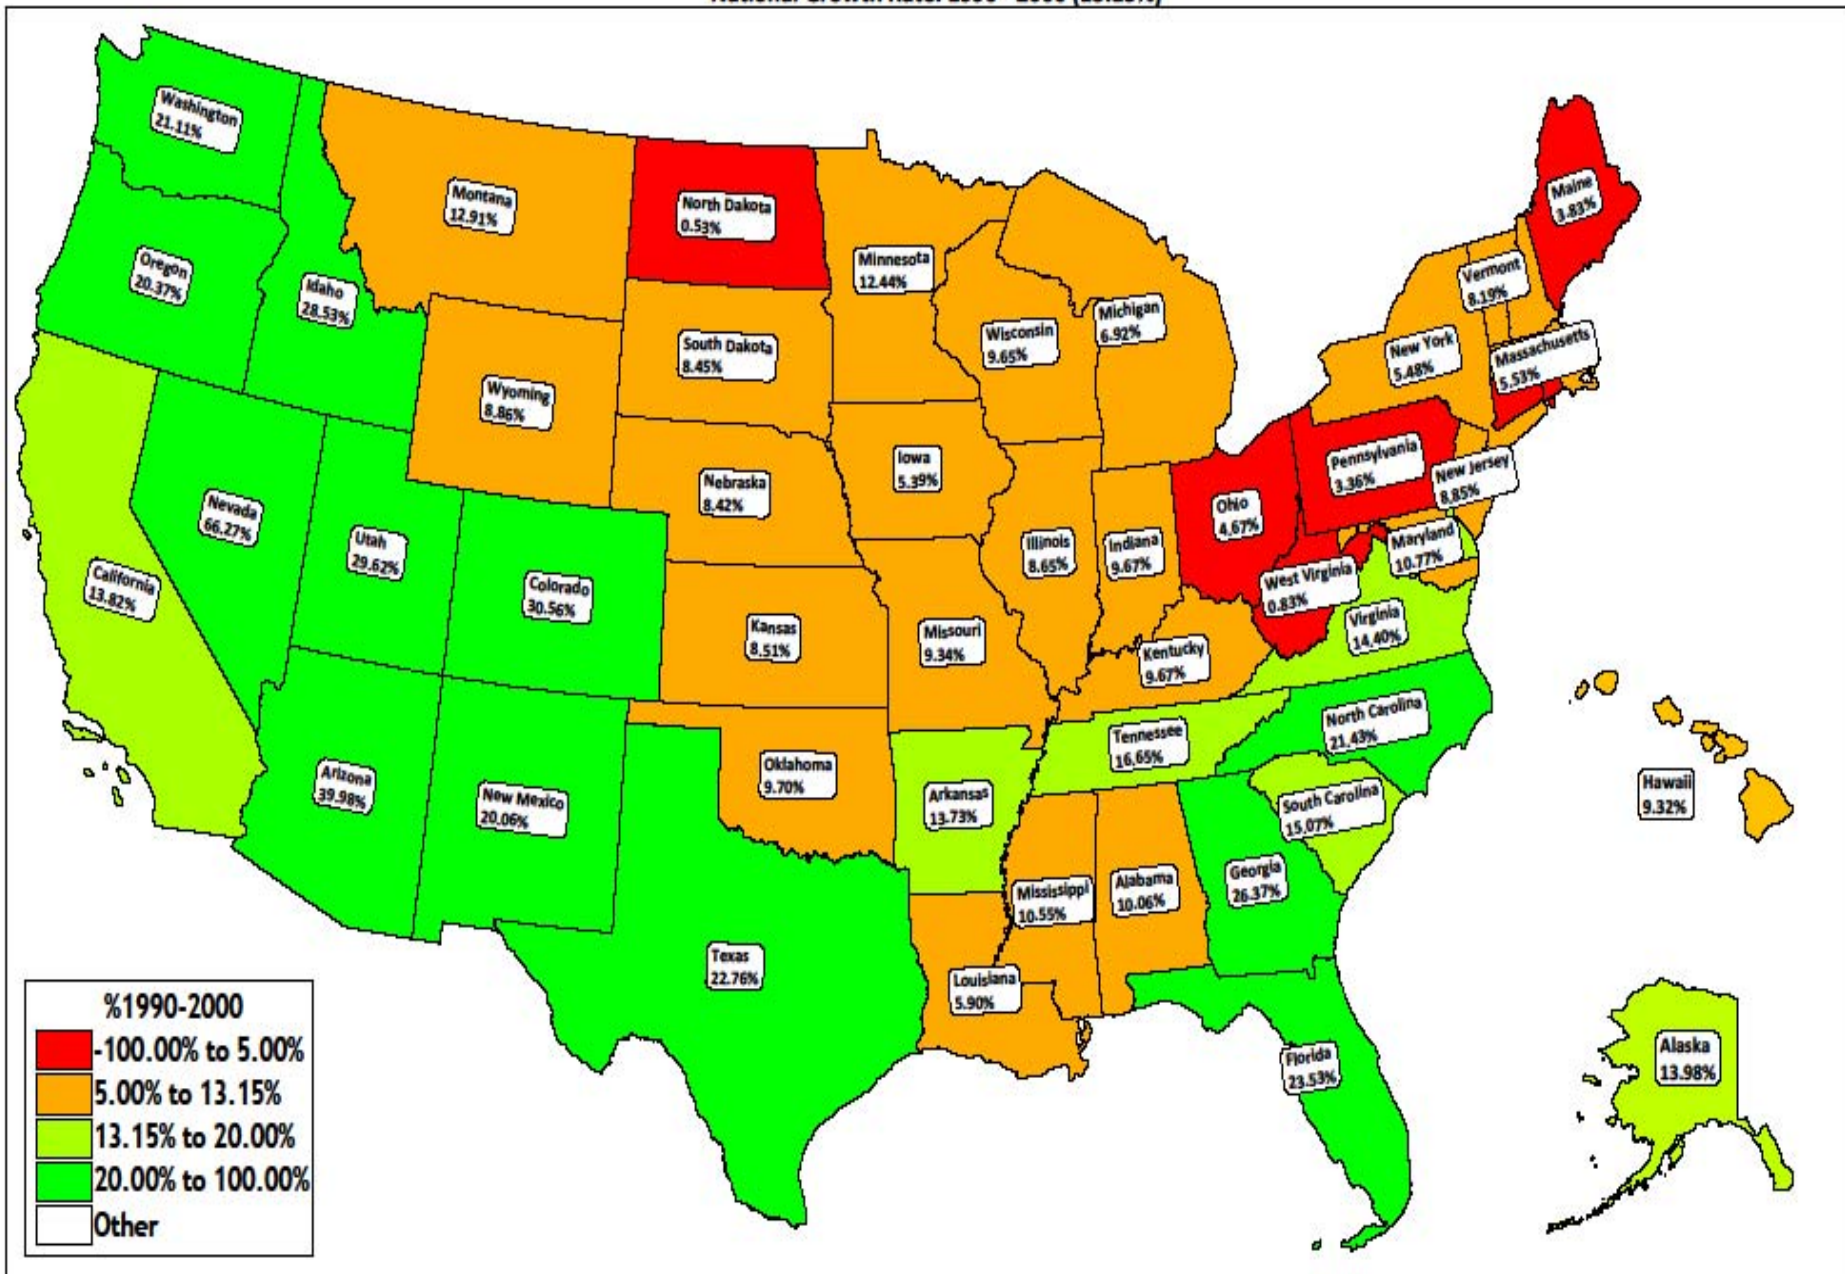 Washington
21.11%
Montana
12.91%
North Dakota
0.53%
Maine
3.83%
Oregon
20.37%
Idaho
28.53%
Minnesota
12.44%
Vermont
8.19%
Wisconsin
9.65%
Michigan
6.92%
South Dakota
8.45%
New York
5.48%
Massachusetts
5.53%
Wyoming
8.86%
Iowa
5.39%
Pennsylvania
3.36%
New Jersey
8.85%
Nebraska
8.42%
Nevada
66.27%
Ohio
4.67%
Utah
29.62%
Illinois
8.65%
Indiana
9.67%
Maryland
10.77%
California
13.82%
Colorado
30.56%
West Virginia
0.83%
Kansas
8.51%
Missouri
9.34%
Virginia
14.40%
Kentucky
9.67%
North Carolina
21.43%
Tennessee
16.65%
Arizona
39.98%
New Mexico
20.06%
Oklahoma
9.70%
Arkansas
13.73%
South Carolina
15.07%
Hawaii
9.32%
Mississippi
10.55%
Alabama
10.06%
Georgia
26.37%
Texas
22.76%
Louisiana
5.90%
Florida
23.53%
Alaska
13.98%
%1990-2000
-100.00% to 5.00%
5.00% to 13.15%
13.15% to 20.00%
20.00% to 100.00%
Other